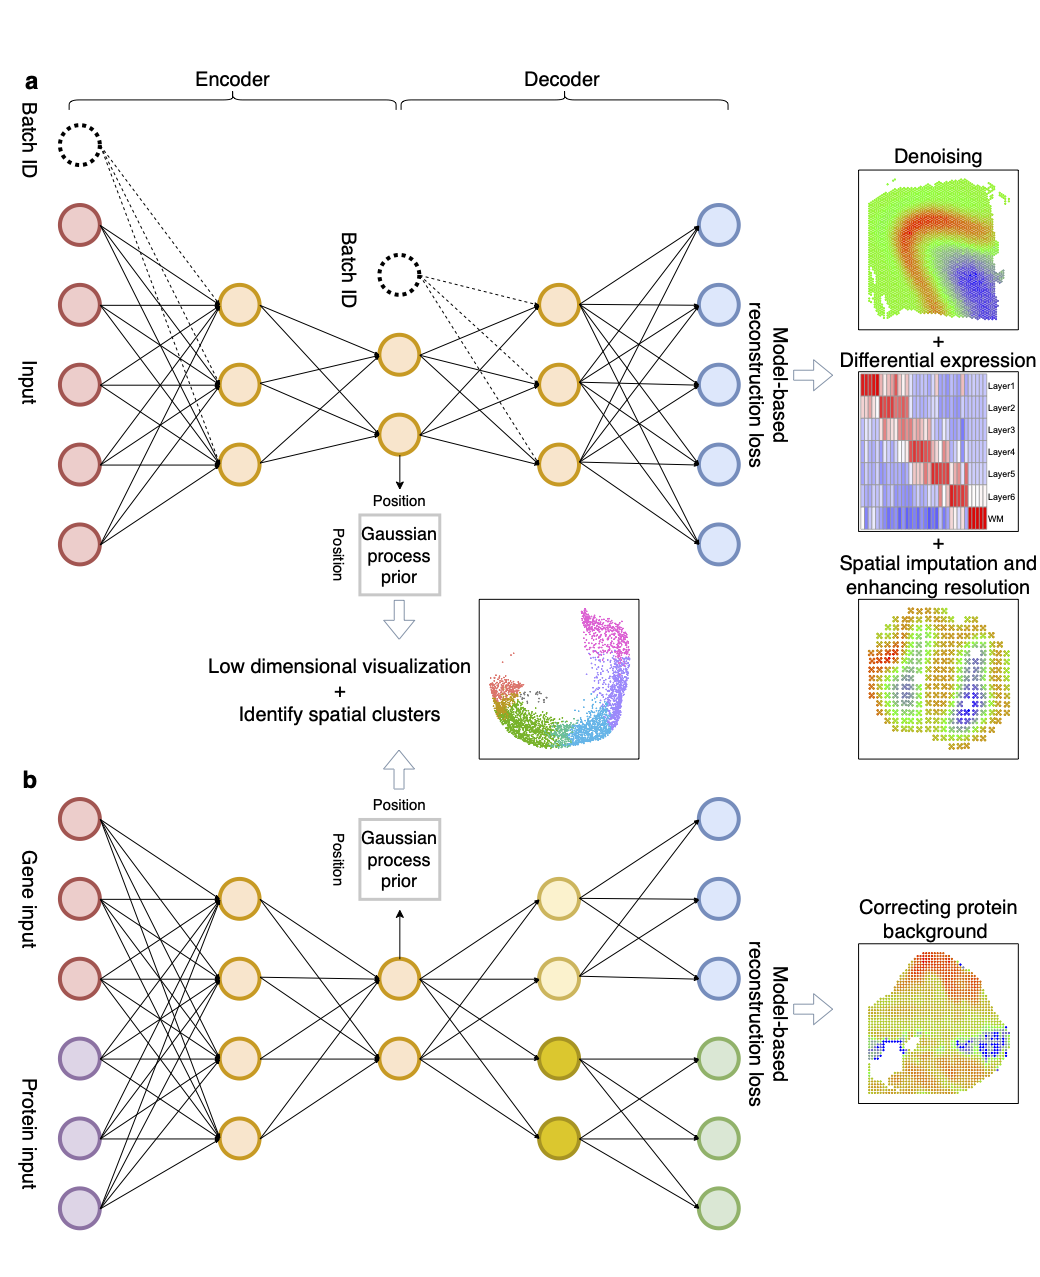 a
Encoder
Decoder
Batch ID
Input
Batch ID
Position
Position
Gaussian
process
prior
Model-based
reconstruction loss
Denoising
+
Differential expression
Layer1
Layer2
Layer3
Layer4
Layer5
Layer6
WM
+
Spatial imputation and
enhancing resolution
Low dimensional visualization
+
Identify spatial clusters
b
Gene input
Protein input
Position
Position
Gaussian
process
prior
Model-based
reconstruction loss
Correcting protein
background